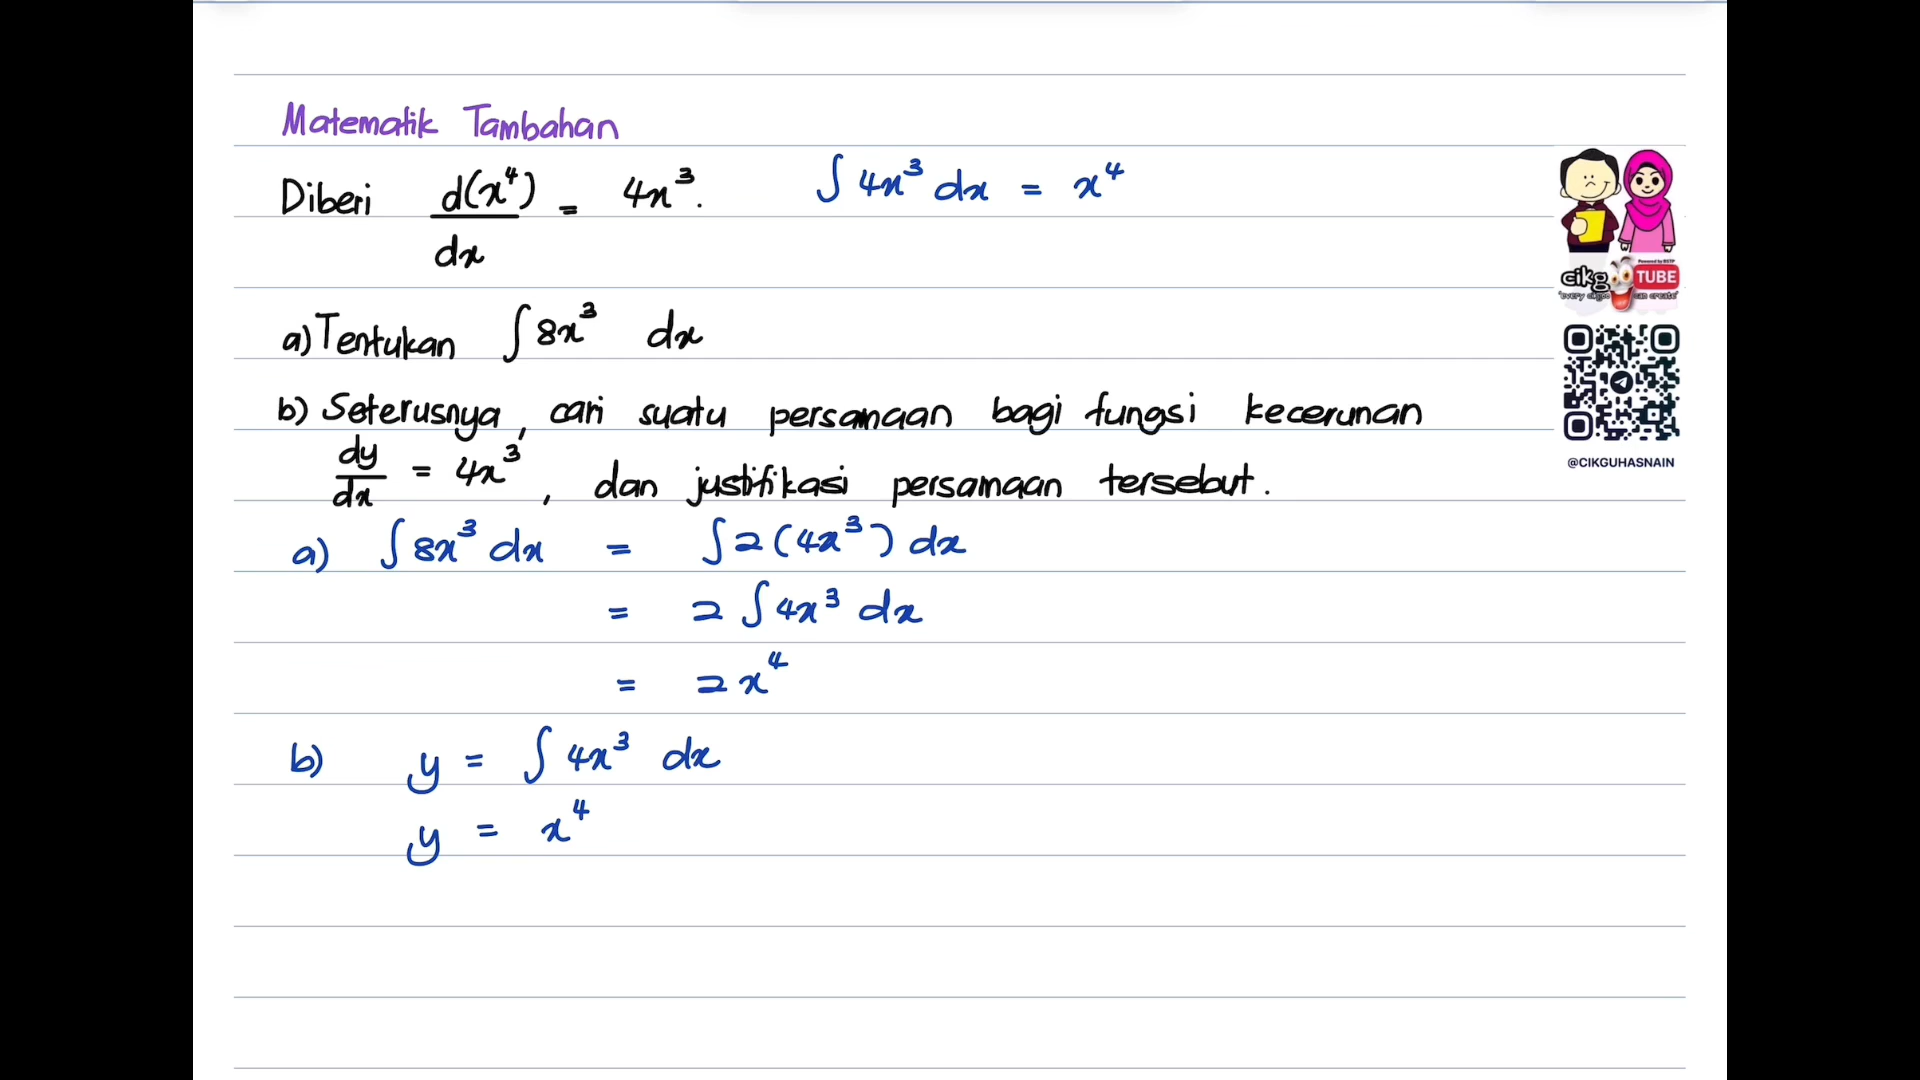 Matematik Tambahan
Diberi d(x⁴)/dx = 4x³. ∫ 4x³ dx = x⁴
a) Tentukan ∫ 8x³ dx
b) Seterusnya, cari suatu persamaan bagi fungsi kecerunan
dy/dx = 4x³, dan justifikasi persamaan tersebut.
a) ∫ 8x³ dx = ∫ 2(4x³) dx
= 2 ∫ 4x³ dx
= 2x⁴
b) y = ∫ 4x³ dx
y = x⁴
cikgu TUBE
@CIKGUHASNAIN